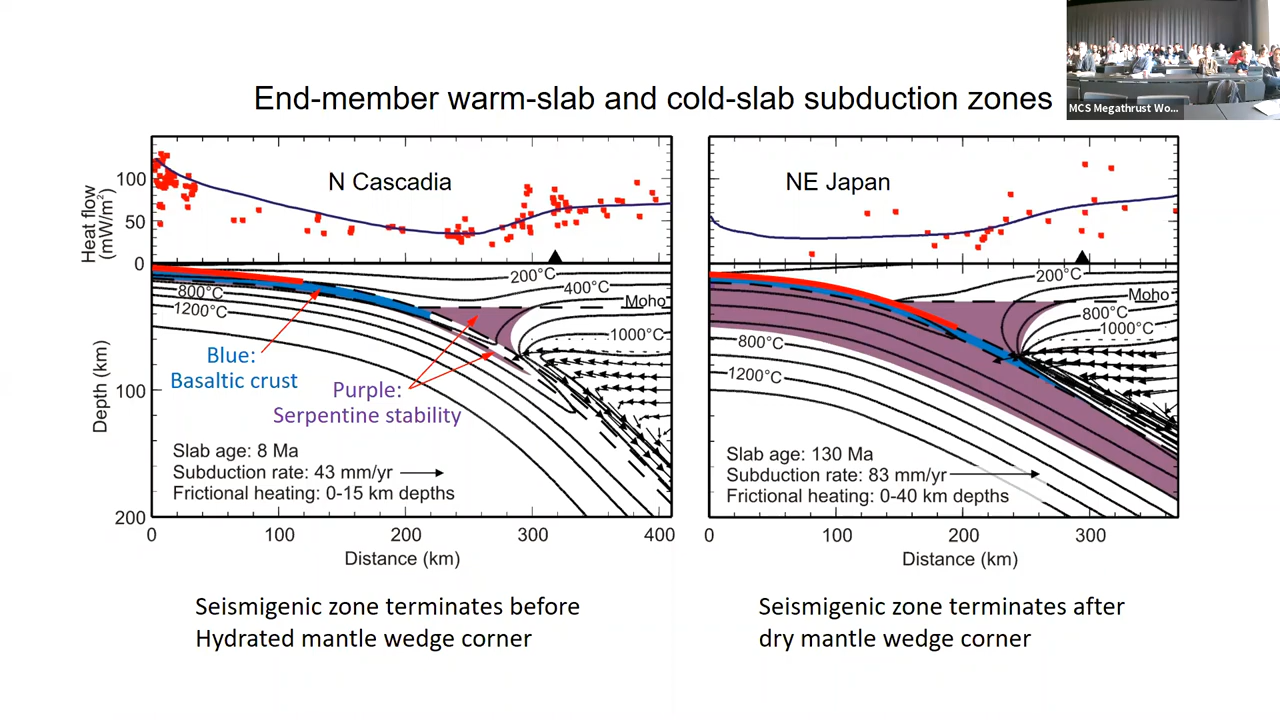 MCS Megathrust Wo...
End-member warm-slab and cold-slab subduction zones
N Cascadia
Heat flow
(mW/m²)
100
50
0
200°C
400°C
Moho
800°C
1200°C
1000°C
Blue:
Basaltic crust
Purple:
Serpentine stability
Depth (km)
100
200
Slab age: 8 Ma
Subduction rate: 43 mm/yr
Frictional heating: 0-15 km depths
0
100
200
300
400
Distance (km)
NE Japan
200°C
Moho
800°C
1000°C
800°C
1200°C
Slab age: 130 Ma
Subduction rate: 83 mm/yr
Frictional heating: 0-40 km depths
0
100
200
300
Distance (km)
Seismigenic zone terminates before
Hydrated mantle wedge corner
Seismigenic zone terminates after
dry mantle wedge corner